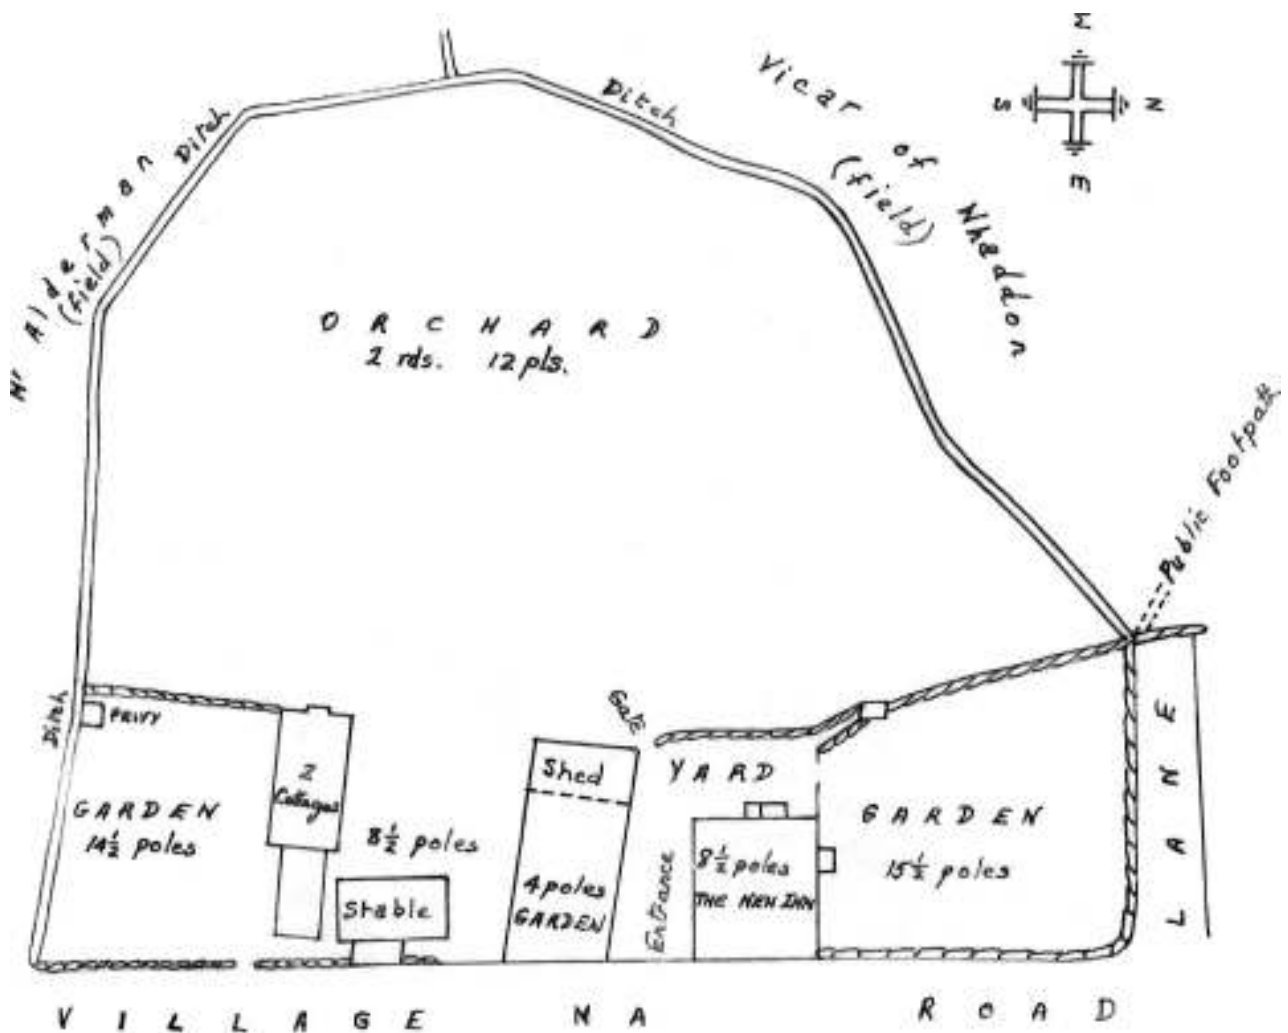 W
S N
E
Vicar of Whaddon
(field)
Ditch
Ditch
Mr Alderman
(field)
ORCHARD
2 rds. 12 pls.
Public Footpath
Ditch
PRIVY
GARDEN
14½ poles
2
Cottages
8½ poles
Stable
Shed
4 poles
GARDEN
Gate
YARD
Entrance
8½ poles
THE NEW INN
GARDEN
15½ poles
LANE
VILLAGE NA ROAD